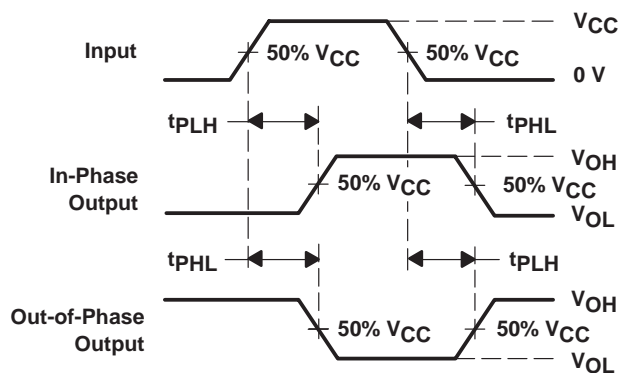 VCC
Input
50% VCC
50% VCC
0 V
tPLH
tPHL
VOH
In-Phase
Output
50% VCC
50% VCC
VOL
tPHL
tPLH
VOH
Out-of-Phase
Output
50% VCC
50% VCC
VOL